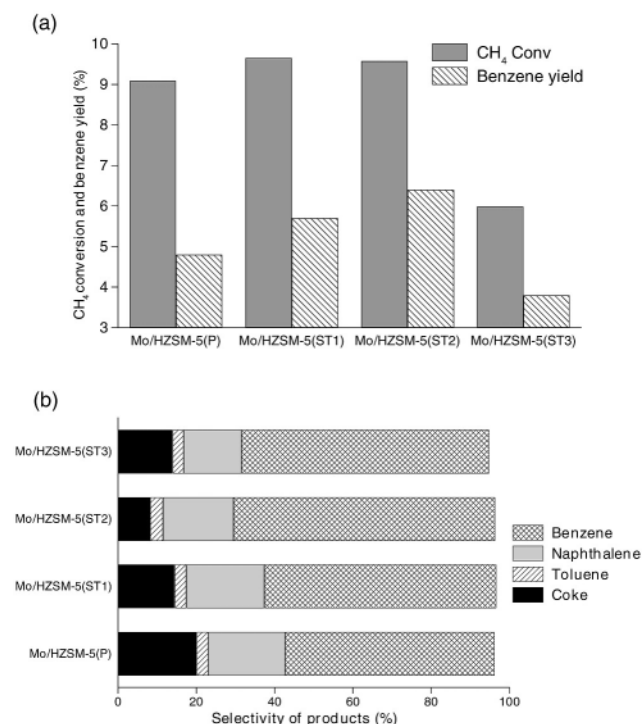 (a)
CH₄ conversion and benzene yield (%)
10
9
8
7
6
5
4
3
CH₄ Conv
Benzene yield
Mo/HZSM-5(P) Mo/HZSM-5(ST1) Mo/HZSM-5(ST2) Mo/HZSM-5(ST3)
(b)
Mo/HZSM-5(ST3)
Mo/HZSM-5(ST2)
Mo/HZSM-5(ST1)
Mo/HZSM-5(P)
Benzene
Naphthalene
Toluene
Coke
0 20 40 60 80 100
Selectivity of products (%)